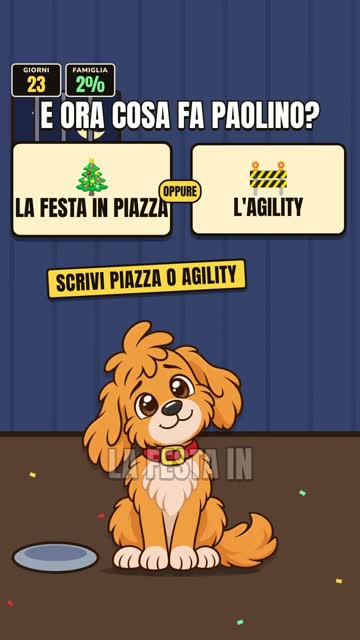 GIORNI
23
FAMIGLIA
2%
E ORA COSA FA PAOLINO?
LA FESTA IN PIAZZA
OPPURE
L'AGILITY
SCRIVI PIAZZA O AGILITY
LA FESTA IN